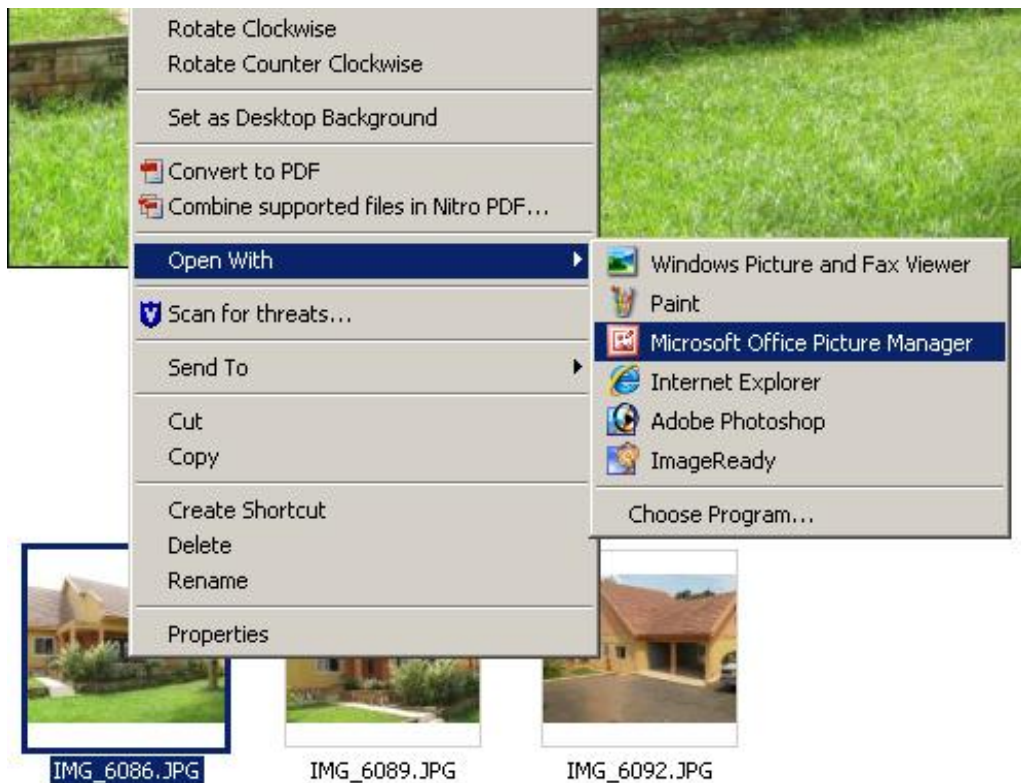 Rotate Clockwise
Rotate Counter Clockwise
Set as Desktop Background
Convert to PDF
Combine supported files in Nitro PDF...
Open With
Scan for threats...
Send To
Cut
Copy
Create Shortcut
Delete
Rename
Properties
Windows Picture and Fax Viewer
Paint
Microsoft Office Picture Manager
Internet Explorer
Adobe Photoshop
ImageReady
Choose Program...
IMG_6086.JPG
IMG_6089.JPG
IMG_6092.JPG